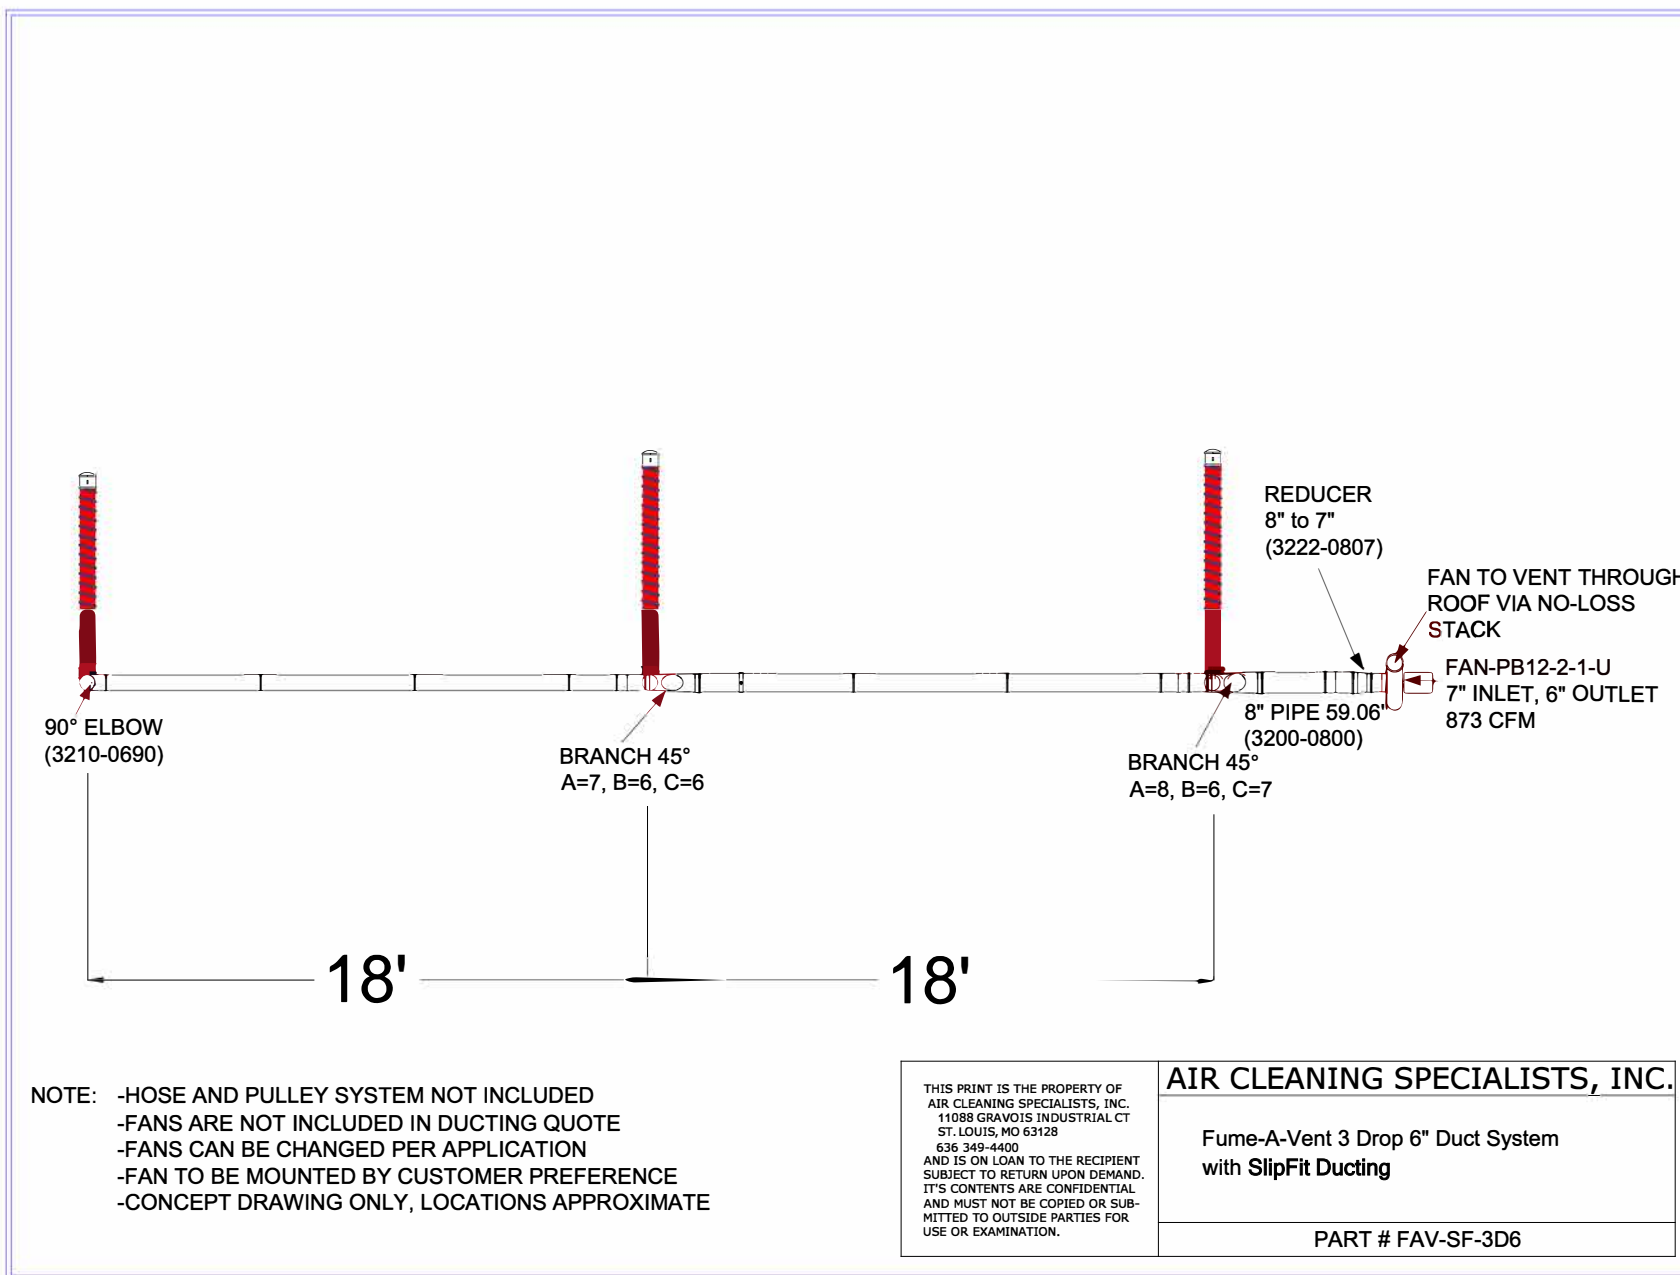 REDUCER
8" to 7"
(3222-0807)
FAN TO VENT THROUGH
ROOF VIA NO-LOSS
STACK
FAN-PB12-2-1-U
7" INLET, 6" OUTLET
873 CFM
90° ELBOW
(3210-0690)
BRANCH 45°
A=7, B=6, C=6
8" PIPE 59.06"
(3200-0800)
BRANCH 45°
A=8, B=6, C=7
18'
18'
NOTE: -HOSE AND PULLEY SYSTEM NOT INCLUDED
-FANS ARE NOT INCLUDED IN DUCTING QUOTE
-FANS CAN BE CHANGED PER APPLICATION
-FAN TO BE MOUNTED BY CUSTOMER PREFERENCE
-CONCEPT DRAWING ONLY, LOCATIONS APPROXIMATE
THIS PRINT IS THE PROPERTY OF
AIR CLEANING SPECIALISTS, INC.
11088 GRAVOIS INDUSTRIAL CT
ST. LOUIS, MO 63128
636 349-4400
AND IS ON LOAN TO THE RECIPIENT
SUBJECT TO RETURN UPON DEMAND.
IT'S CONTENTS ARE CONFIDENTIAL
AND MUST NOT BE COPIED OR SUB-
MITTED TO OUTSIDE PARTIES FOR
USE OR EXAMINATION.
AIR CLEANING SPECIALISTS, INC.
Fume-A-Vent 3 Drop 6" Duct System
with SlipFit Ducting
PART # FAV-SF-3D6